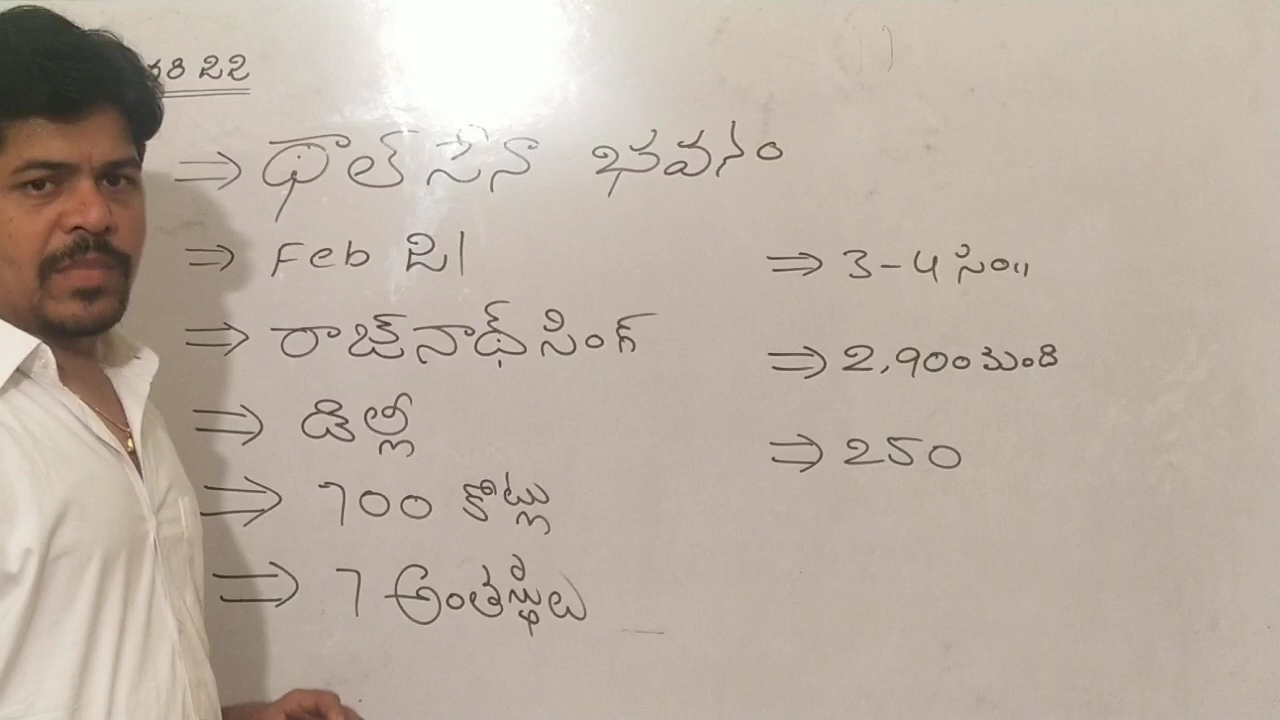 రి 22
⇒ థాల్ సేనా భవనం
⇒ Feb 21
⇒ రాజ్‌నాథ్ సింగ్
⇒ డిల్లీ
⇒ 700 కోట్లు
⇒ 7 అంతస్థీలు
⇒ 3-4 సం॥
⇒ 2,900 మండి
⇒ 250